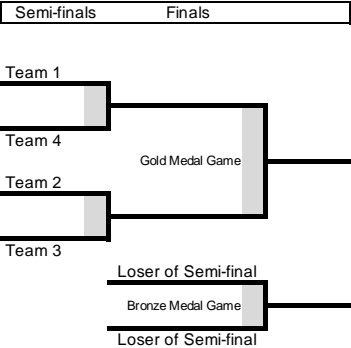 Semi-finals Finals
Team 1
Team 4
Gold Medal Game
Team 2
Team 3
Loser of Semi-final
Bronze Medal Game
Loser of Semi-final